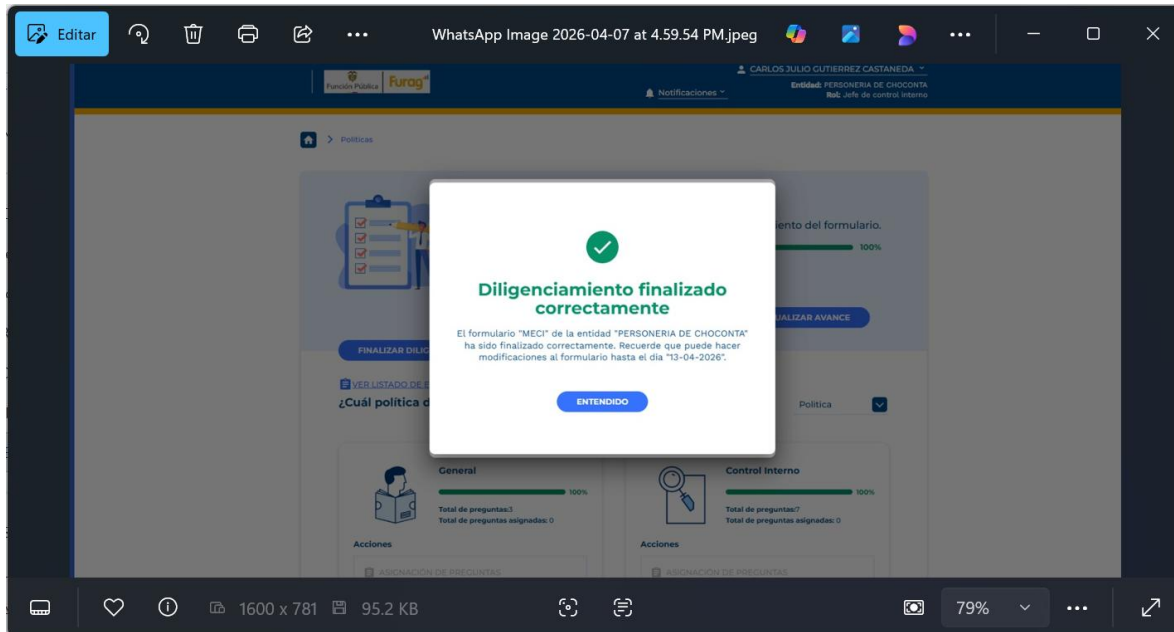 Editar
WhatsApp Image 2026-04-07 at 4.59.54 PM.jpeg
Función Pública
Furag
Notificaciones
CARLOS JULIO GUTIERREZ CASTANEDA
Entidad: PERSONERIA DE CHOCONTA
Rol: Jefe de control interno
Políticas
iento del formulario.
100%
UALIZAR AVANCE
FINALIZAR DILIG
VER LISTADO DE E
¿Cuál política d
Política
Diligenciamiento finalizado
correctamente
El formulario "MECI" de la entidad "PERSONERIA DE CHOCONTA"
ha sido finalizado correctamente. Recuerde que puede hacer
modificaciones al formulario hasta el día "13-04-2026".
ENTENDIDO
General
100%
Total de preguntas:3
Total de preguntas asignadas: 0
Acciones
ASIGNACIÓN DE PREGUNTAS
Control Interno
100%
Total de preguntas:7
Total de preguntas asignadas: 0
Acciones
ASIGNACIÓN DE PREGUNTAS
1600 x 781
95.2 KB
79%